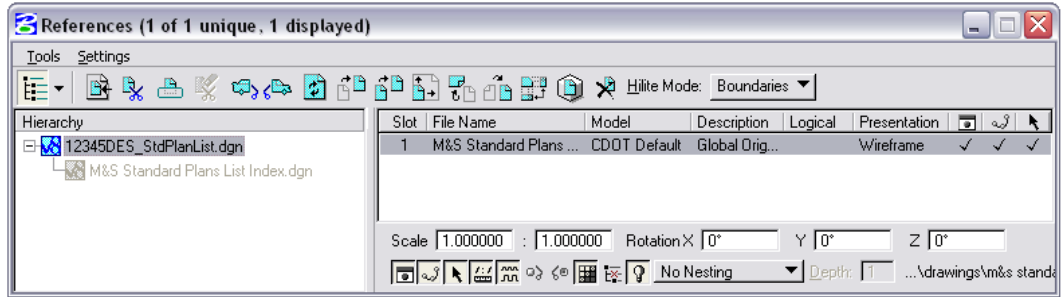 References (1 of 1 unique, 1 displayed)
Tools Settings
Hilite Mode: Boundaries
Hierarchy
12345DES_StdPlanList.dgn
M&S Standard Plans List Index.dgn
Slot File Name Model Description Logical Presentation
1 M&S Standard Plans ... CDOT Default Global Orig... Wireframe
Scale 1.000000 : 1.000000 Rotation X 0° Y 0° Z 0°
No Nesting Depth: 1 ...\drawings\m&s standa